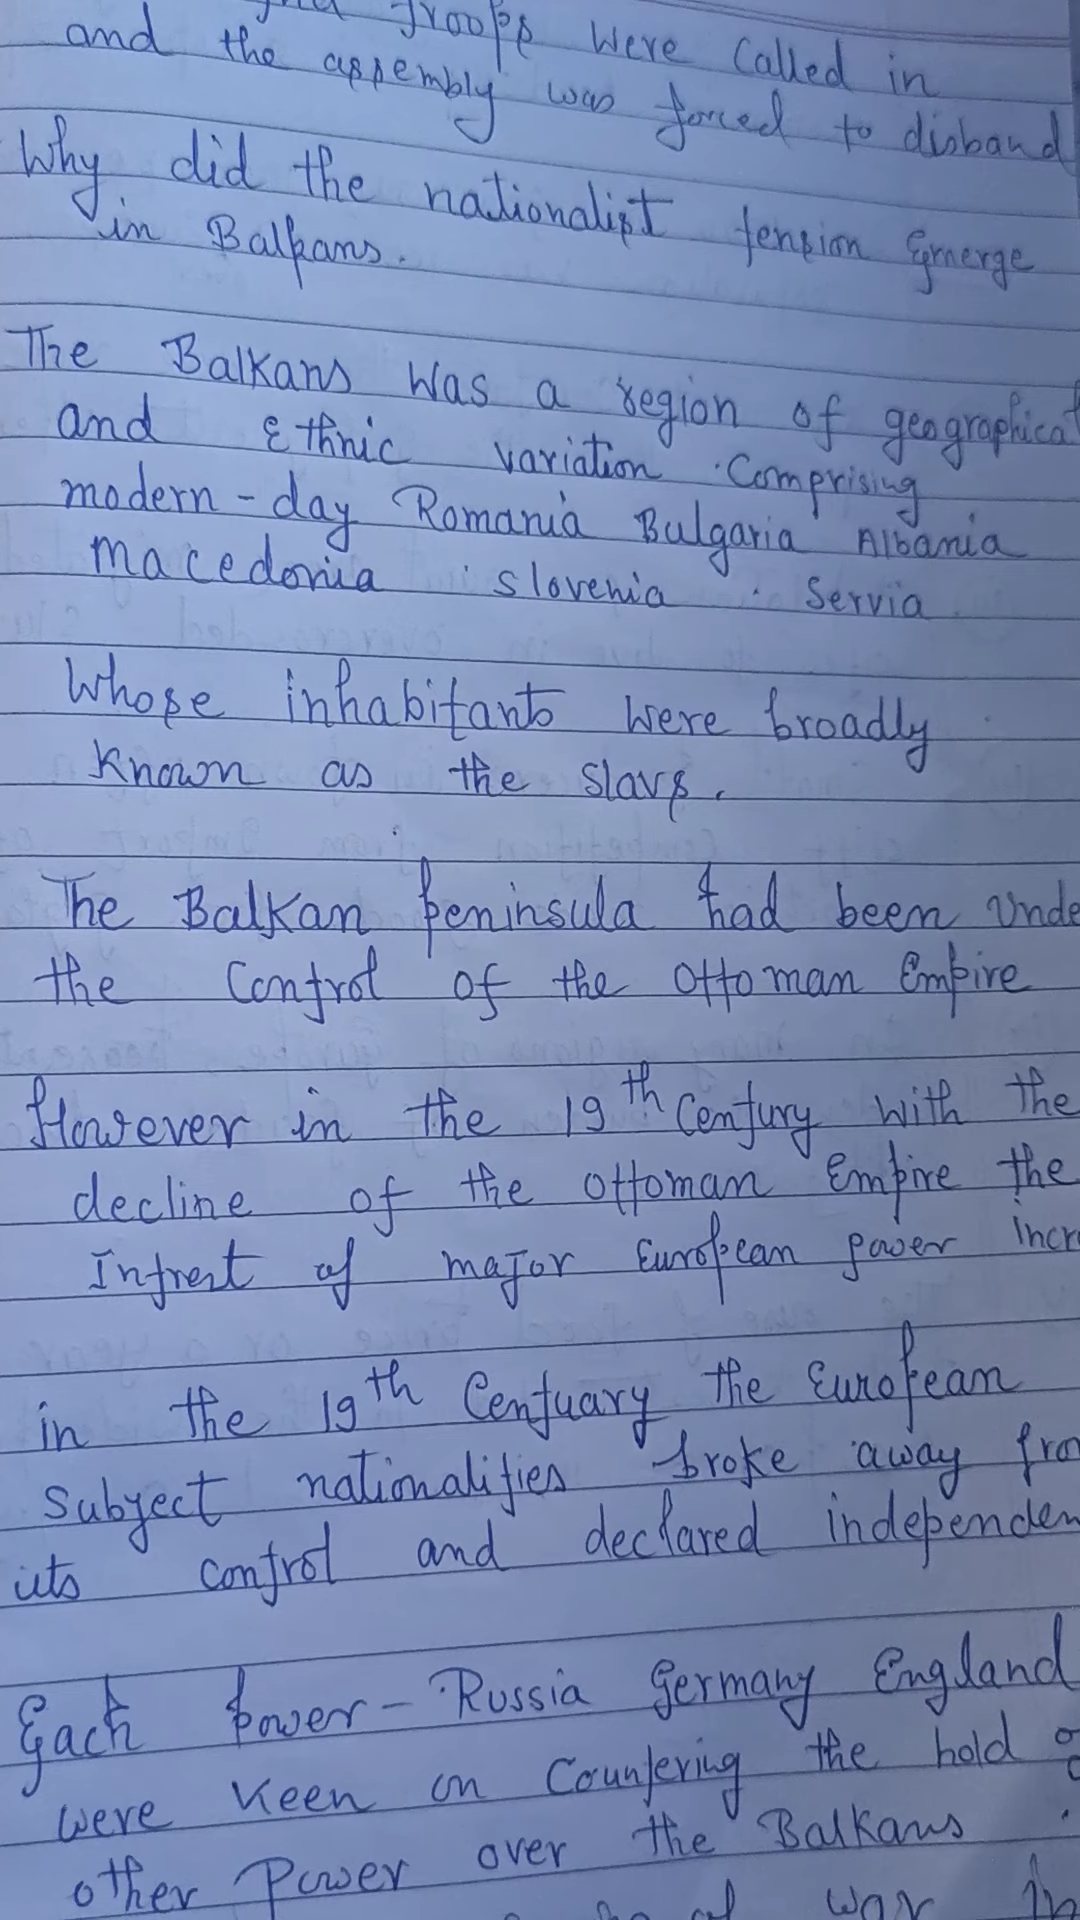 troops were called in
and the assembly was forced to disband
Why did the nationalist tension Emerge
in Balkans.
The Balkans was a region of geographical
and Ethnic variation Comprising
modern-day Romania Bulgaria Albania
Macedonia Slovenia Servia
Whose inhabitants were broadly
Known as the slavs.
The Balkan peninsula had been Unde
the Control of the Ottoman Empire
However in the 19th Century with the
decline of the Ottoman Empire the
Intrest of major European power incre
in the 19th Centuary the European
Subject nationalities broke away fro
its control and declared independen
Each power - Russia Germany England
were keen on Countering the hold of
other Power over the Balkans
war in